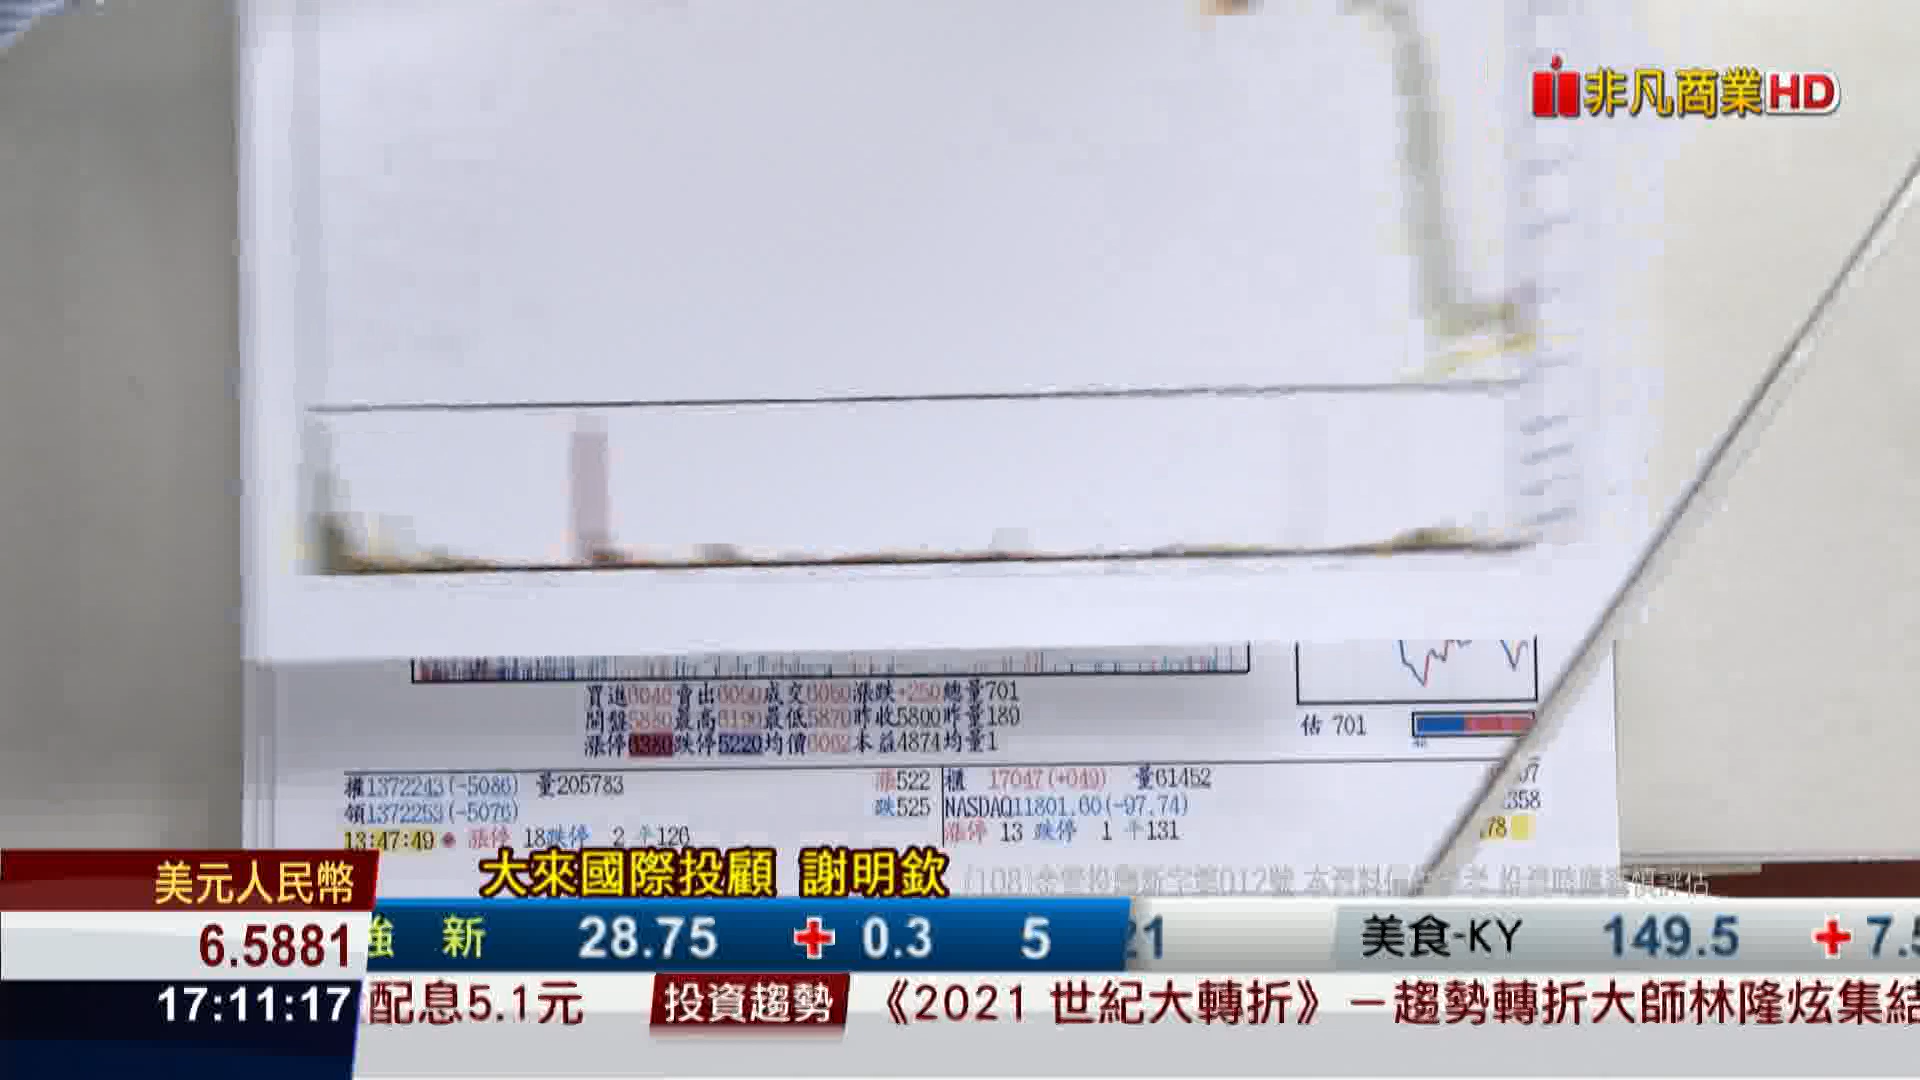 非凡商業HD
買進6040賣出6050成交6050漲跌+250總量701
開盤5880最高6190最低5870昨收5800昨量189
漲停6380跌停5220均價6062本益4874均量1
估 701
權1372243(-5086) 量205783 漲522 櫃 17047(+049) 量61452
領1372253(-5076) 跌525 NASDAQ11801.60(-97.74) 358
13:47:49 漲停 18跌停 2 平126 漲停 13 跌停 1 平131 78
美元人民幣 大來國際投顧 謝明欽
6.5881 強 新 28.75 + 0.3 5 21 美食-KY 149.5 + 7.5
17:11:17 配息5.1元 投資趨勢 《2021 世紀大轉折》－趨勢轉折大師林隆炫集結